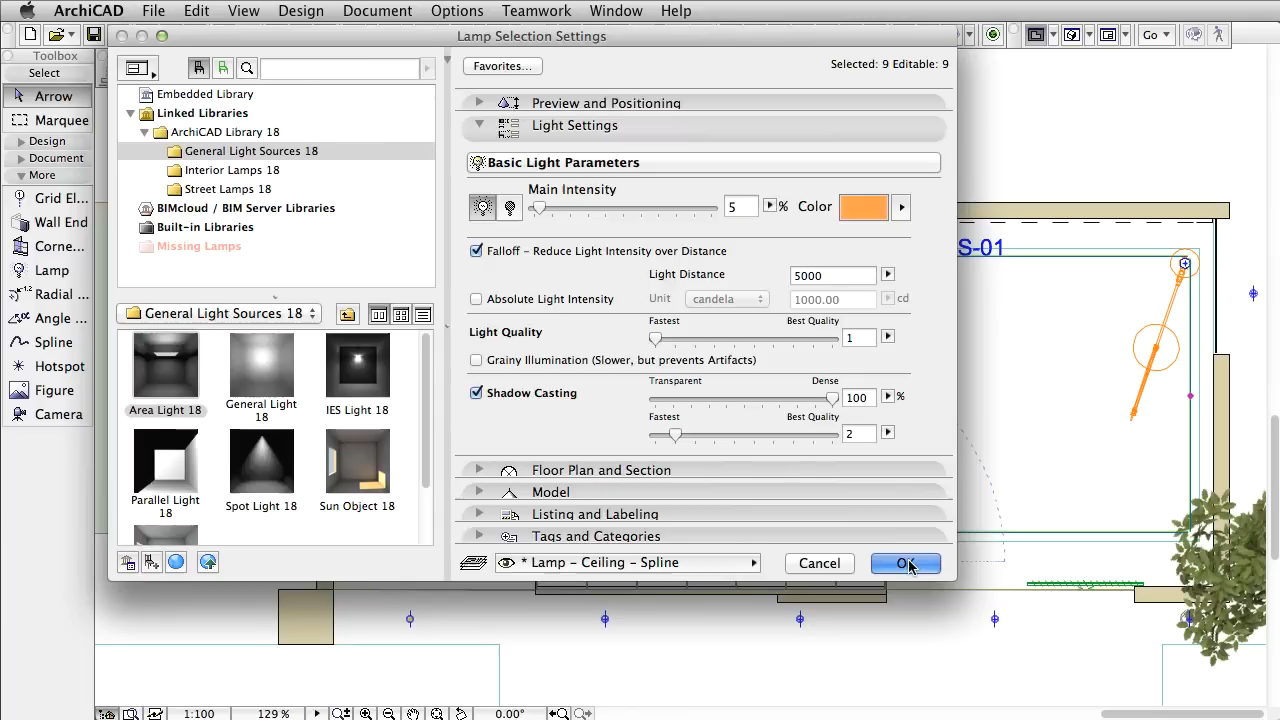 ArchiCAD File Edit View Design Document Options Teamwork Window Help
Lamp Selection Settings
Go
Toolbox
Select
Arrow
Marquee
Design
Document
More
Grid El...
Wall End
Corne...
Lamp
Radial ...
Angle ...
Spline
Hotspot
Figure
Camera
Embedded Library
Linked Libraries
ArchiCAD Library 18
General Light Sources 18
Interior Lamps 18
Street Lamps 18
BIMcloud / BIM Server Libraries
Built-in Libraries
Missing Lamps
General Light Sources 18
Area Light 18
General Light 18
IES Light 18
Parallel Light 18
Spot Light 18
Sun Object 18
Favorites...
Selected: 9 Editable: 9
Preview and Positioning
Light Settings
Basic Light Parameters
Main Intensity
5 % Color
Falloff - Reduce Light Intensity over Distance
Light Distance 5000
Absolute Light Intensity Unit candela 1000.00 cd
Fastest Best Quality
Light Quality 1
Grainy Illumination (Slower, but prevents Artifacts)
Transparent Dense
Shadow Casting 100 %
Fastest Best Quality
2
Floor Plan and Section
Model
Listing and Labeling
Tags and Categories
* Lamp - Ceiling - Spline
Cancel
OK
S-01
1:100 129 % 0.00°